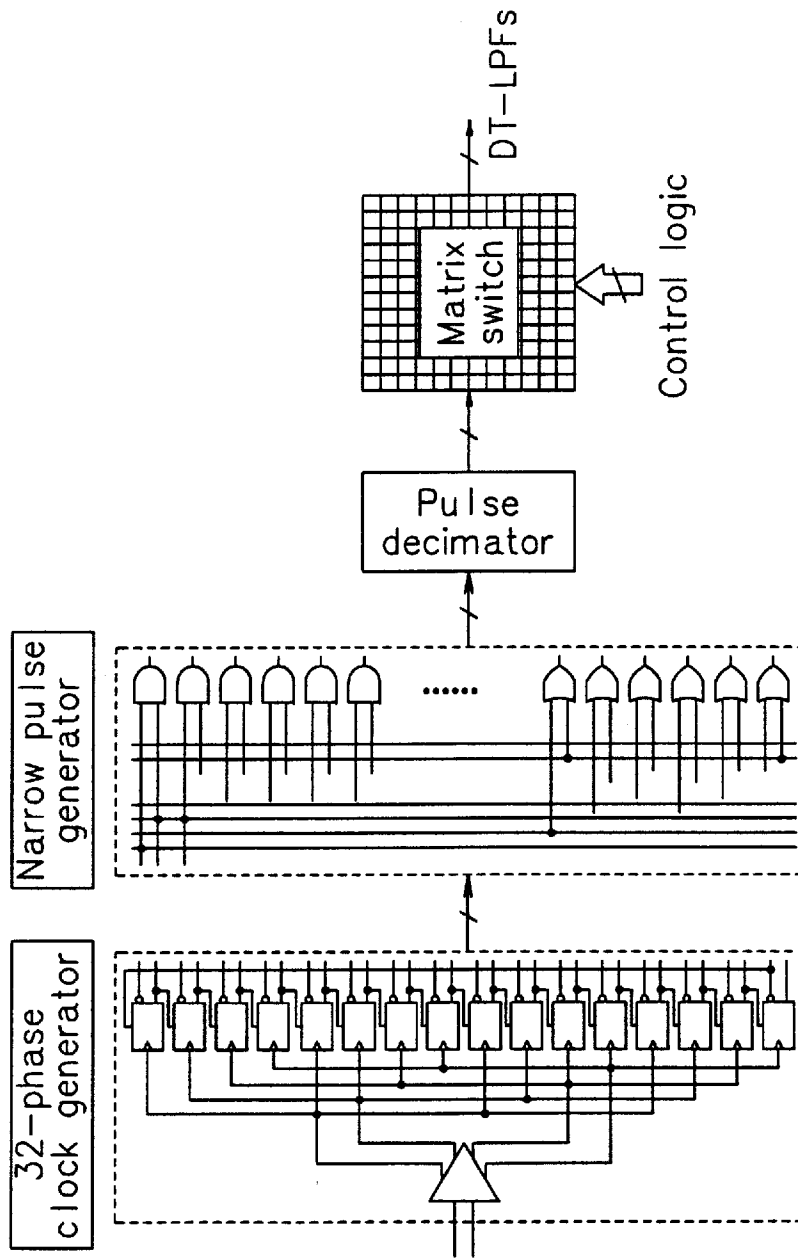 32-phase
clock generator
Narrow pulse
generator
Pulse
decimator
Matrix
switch
Control logic
DT-LPFs